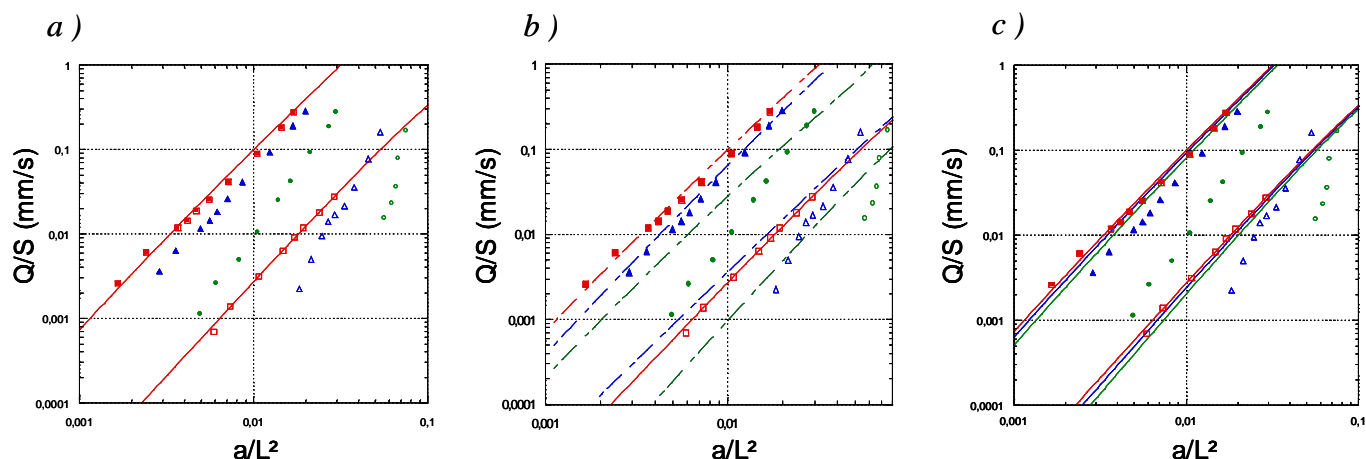 a ) b ) c )
1 1 1
0,1 0,1 0,1
Q/S (mm/s) Q/S (mm/s) Q/S (mm/s)
0,01 0,01 0,01
0,001 0,001 0,001
0,0001 0,0001 0,0001
0,001 0,01 0,1 0,001 0,01 0,001 0,01 0,1
a/L² a/L² a/L²